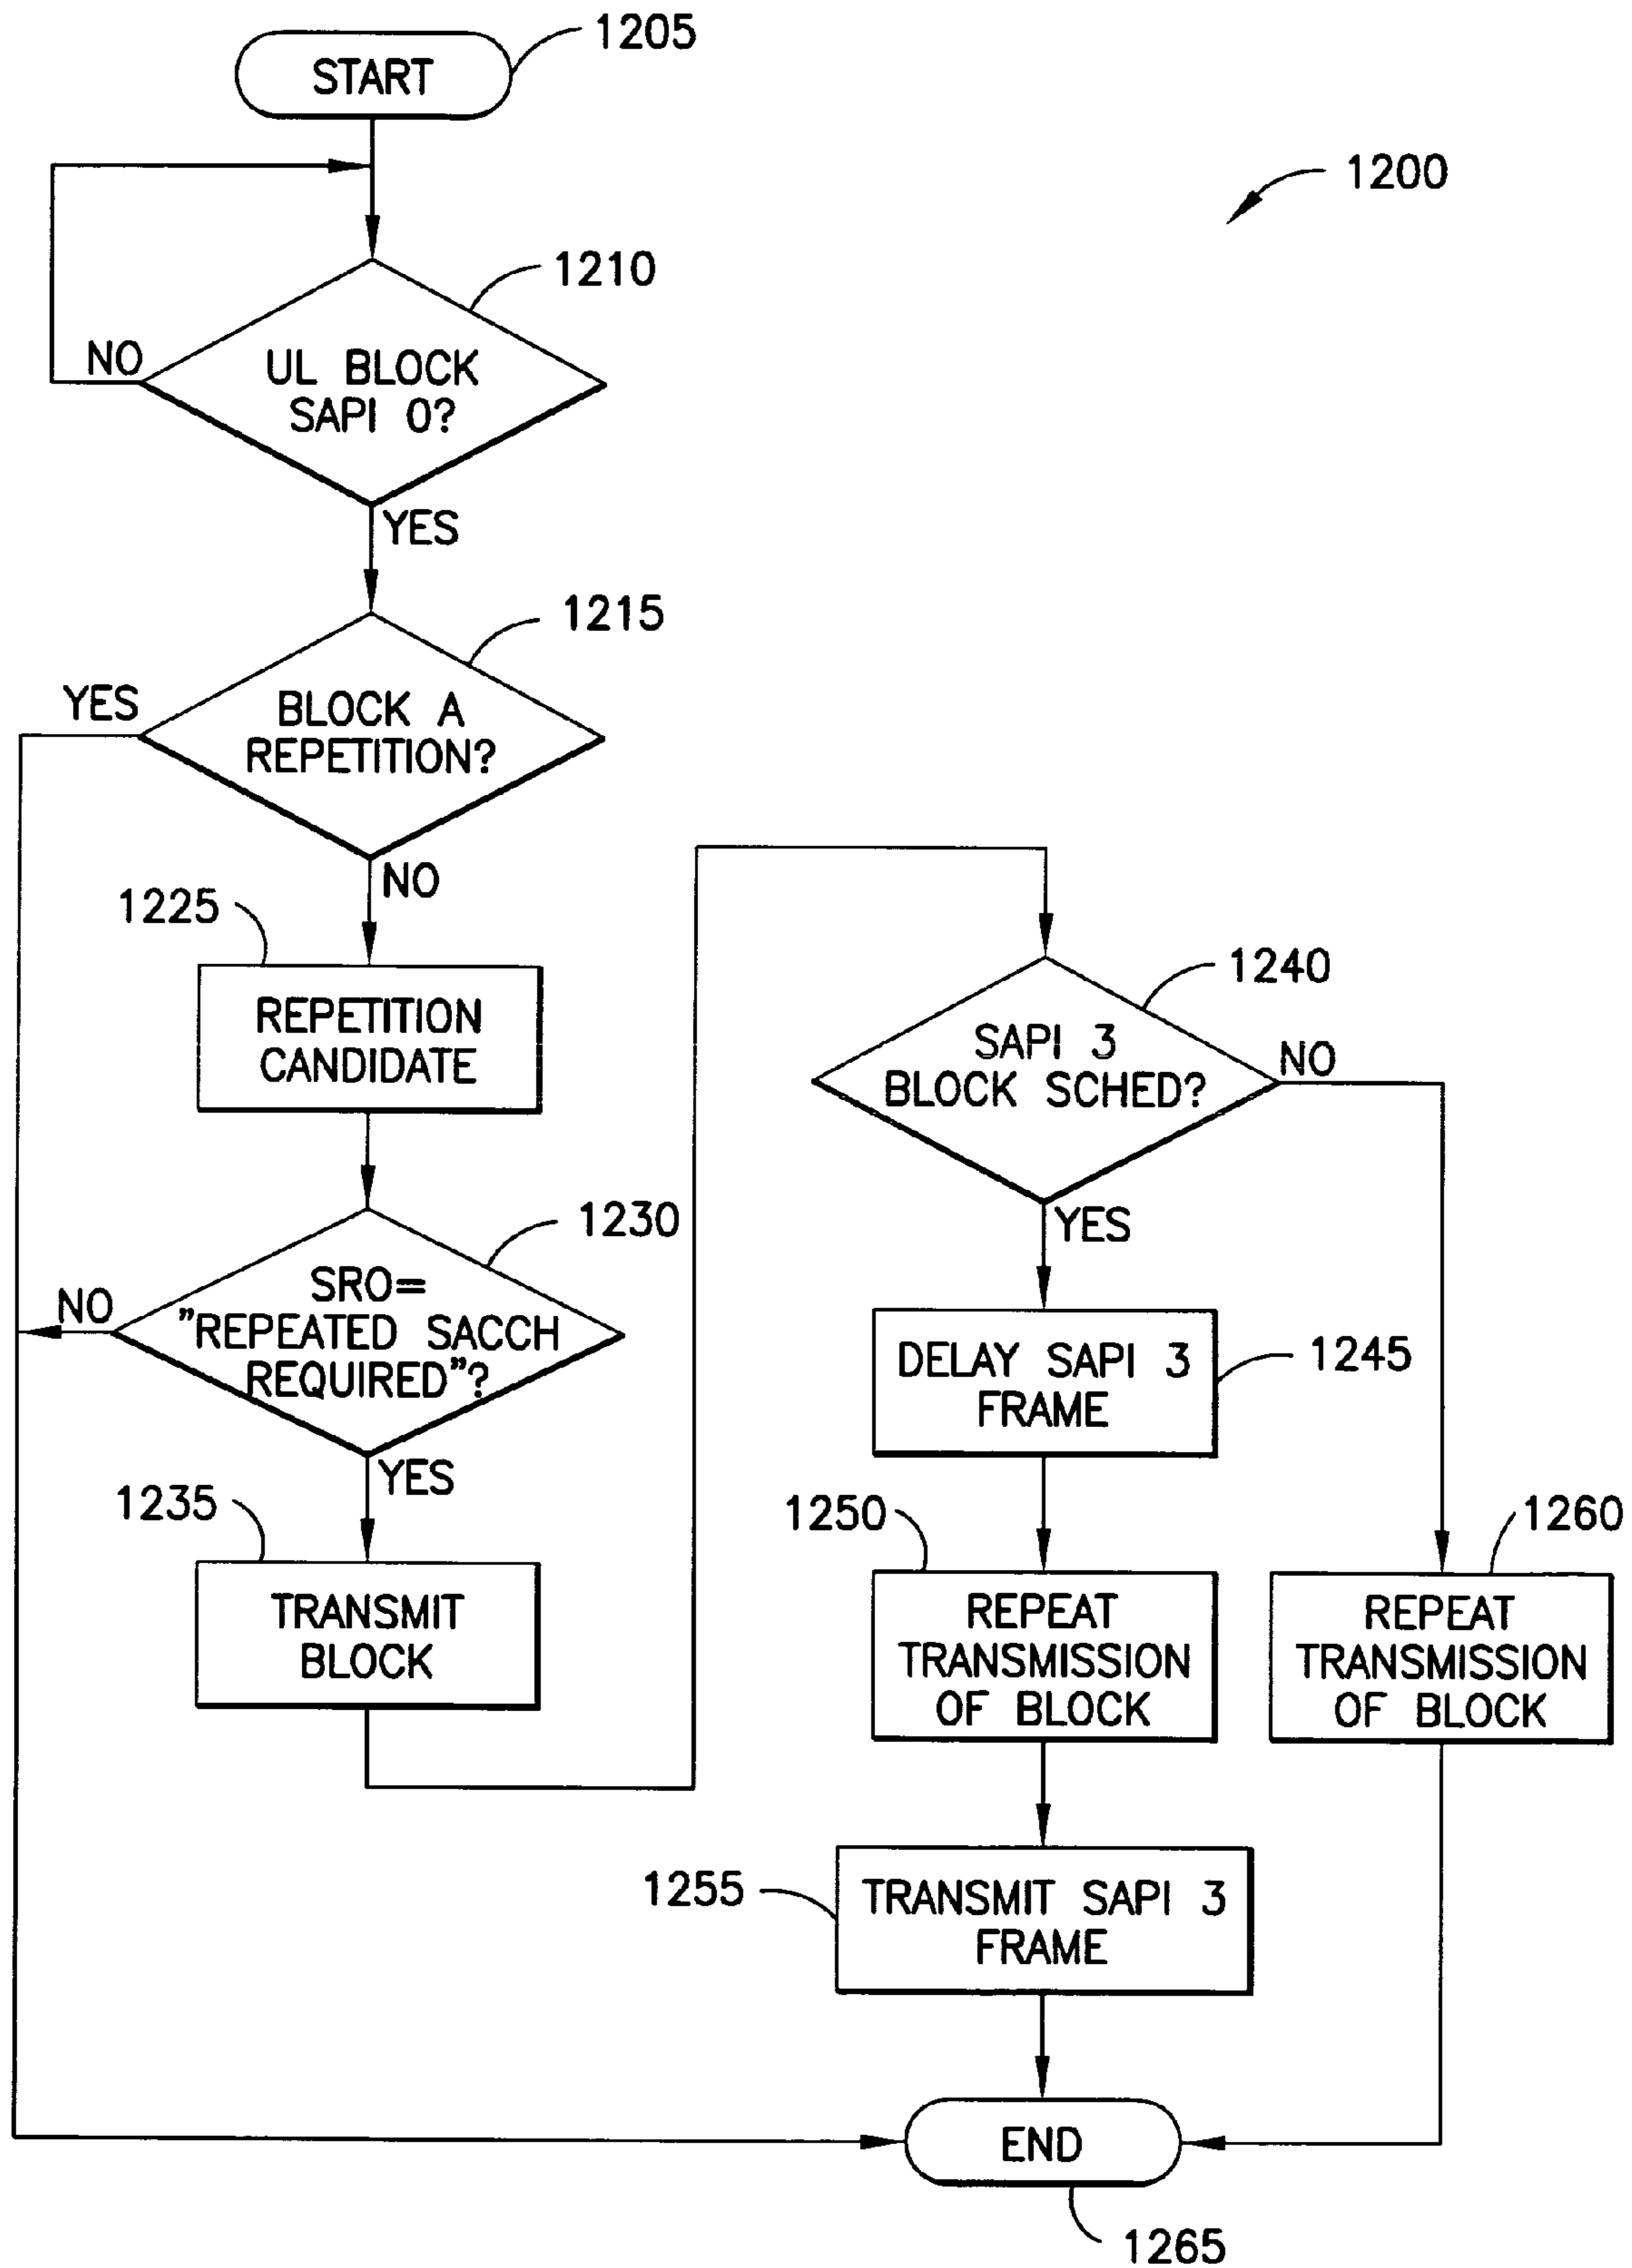 1205
START
1200
1210
NO
UL BLOCK
SAPI 0?
YES
1215
YES
BLOCK A
REPETITION?
NO
1225
REPETITION
CANDIDATE
1230
NO
SRO=
"REPEATED SACCH
REQUIRED"?
YES
1235
TRANSMIT
BLOCK
1240
SAPI 3
BLOCK SCHED?
NO
YES
DELAY SAPI 3
FRAME
1245
1250
REPEAT
TRANSMISSION
OF BLOCK
1260
REPEAT
TRANSMISSION
OF BLOCK
1255
TRANSMIT SAPI 3
FRAME
END
1265